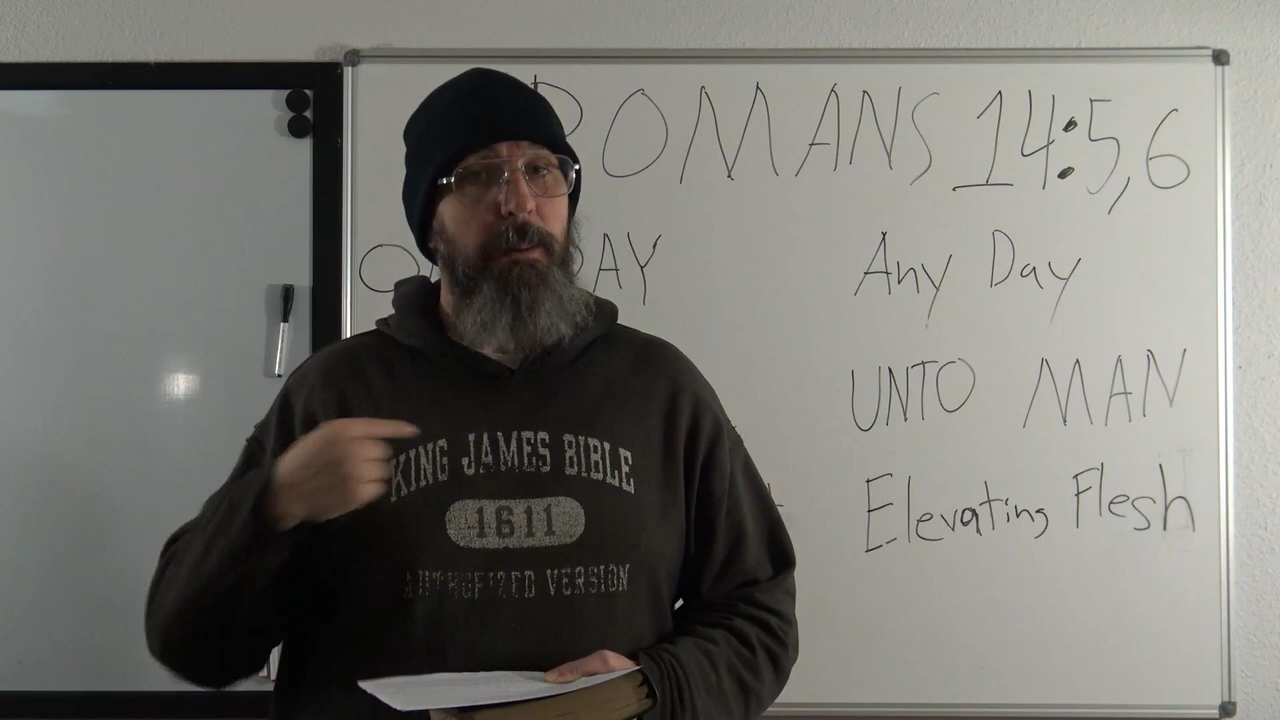 ROMANS 14:5,6
DAY
Any Day
UNTO MAN
Elevating Flesh
KING JAMES BIBLE
1611
AUTHORIZED VERSION